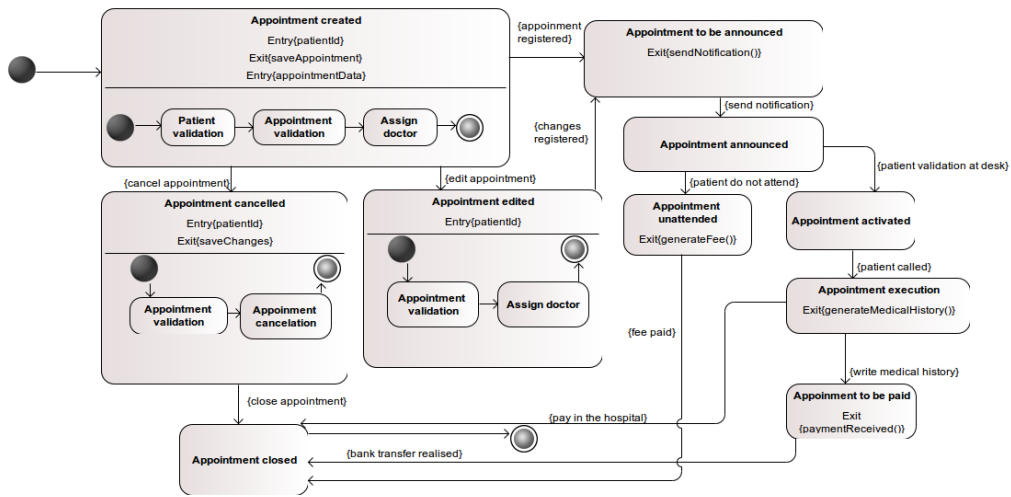 Appointment created
Entry{patientId}
Exit{saveAppointment}
Entry{appointmentData}
Patient
validation
Appointment
validation
Assign
doctor
{appoinment
registered}
Appointment to be announced
Exit{sendNotification()}
{send notification}
{changes
registered}
Appointment announced
{patient validation at desk}
{cancel appointment}
{edit appointment}
{patient do not attend}
Appointment cancelled
Entry{patientId}
Exit{saveChanges}
Appointment
validation
Appoinment
cancelation
Appointment edited
Entry{patientId}
Appointment
validation
Assign doctor
Appointment
unattended
Exit{generateFee()}
Appointment activated
{patient called}
Appointment execution
Exit{generateMedicalHistory()}
{fee paid}
{write medical history}
Appoinment to be paid
Exit
{paymentReceived()}
{close appointment}
{pay in the hospital}
Appointment closed
{bank transfer realised}